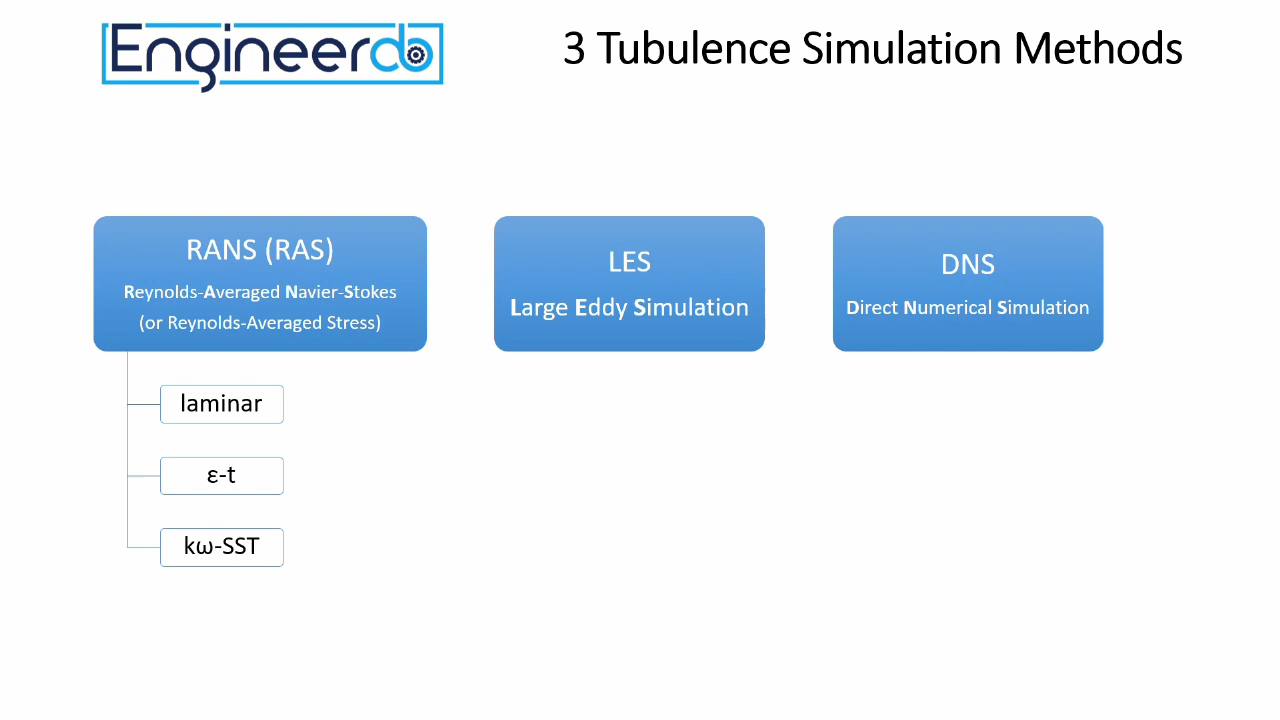 Engineerdo
3 Tubulence Simulation Methods
RANS (RAS)
Reynolds-Averaged Navier-Stokes
(or Reynolds-Averaged Stress)
LES
Large Eddy Simulation
DNS
Direct Numerical Simulation
laminar
ε-t
kω-SST